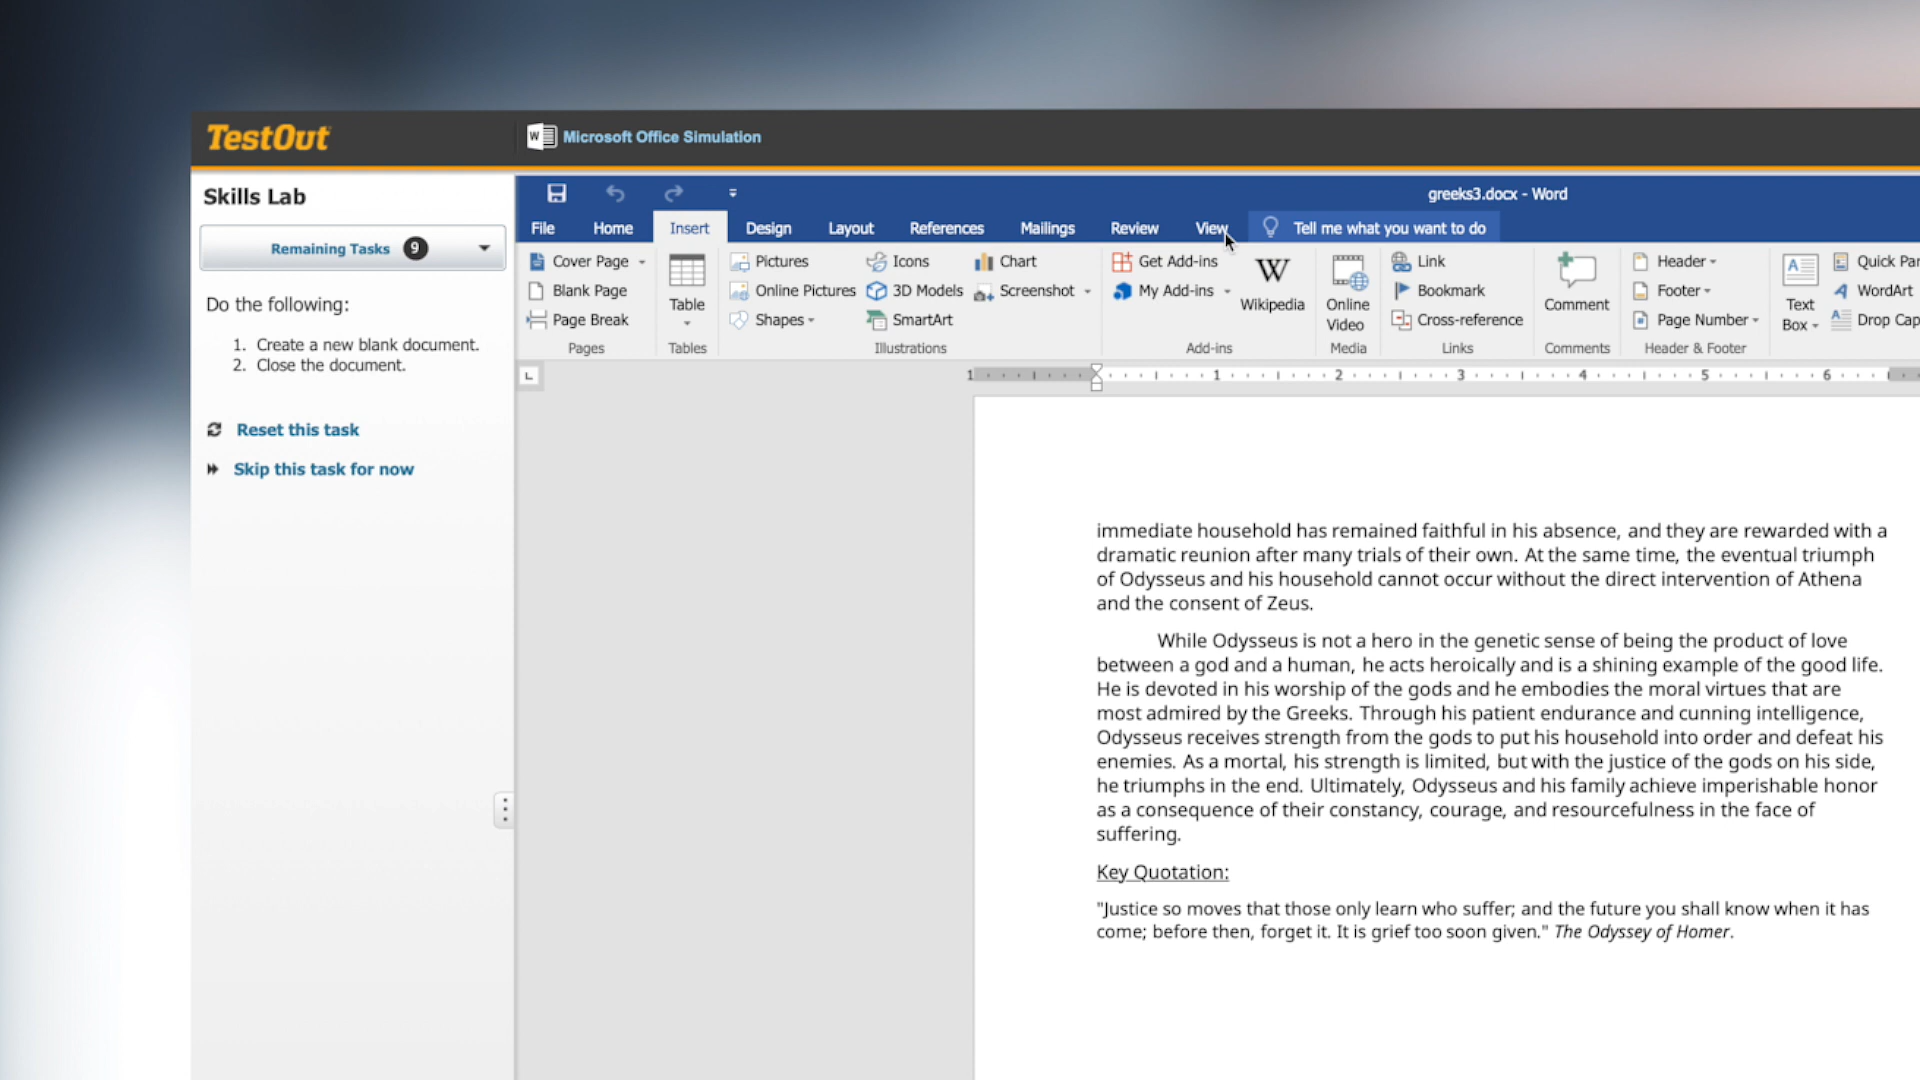 TestOut
Microsoft Office Simulation
Skills Lab
Remaining Tasks 9
Do the following:
1. Create a new blank document.
2. Close the document.
Reset this task
Skip this task for now
greeks3.docx - Word
File Home Insert Design Layout References Mailings Review View Tell me what you want to do
Cover Page
Blank Page
Page Break
Pages
Table
Tables
Pictures
Online Pictures
Shapes
Icons
3D Models
SmartArt
Chart
Screenshot
Illustrations
Get Add-ins
My Add-ins
W
Wikipedia
Add-ins
Online
Video
Media
Link
Bookmark
Cross-reference
Links
Comment
Comments
Header
Footer
Page Number
Header & Footer
Text
Box
Quick Par
WordArt
Drop Cap
1 1 2 3 4 5 6
immediate household has remained faithful in his absence, and they are rewarded with a
dramatic reunion after many trials of their own. At the same time, the eventual triumph
of Odysseus and his household cannot occur without the direct intervention of Athena
and the consent of Zeus.
While Odysseus is not a hero in the genetic sense of being the product of love
between a god and a human, he acts heroically and is a shining example of the good life.
He is devoted in his worship of the gods and he embodies the moral virtues that are
most admired by the Greeks. Through his patient endurance and cunning intelligence,
Odysseus receives strength from the gods to put his household into order and defeat his
enemies. As a mortal, his strength is limited, but with the justice of the gods on his side,
he triumphs in the end. Ultimately, Odysseus and his family achieve imperishable honor
as a consequence of their constancy, courage, and resourcefulness in the face of
suffering.
Key Quotation:
"Justice so moves that those only learn who suffer; and the future you shall know when it has
come; before then, forget it. It is grief too soon given." The Odyssey of Homer.